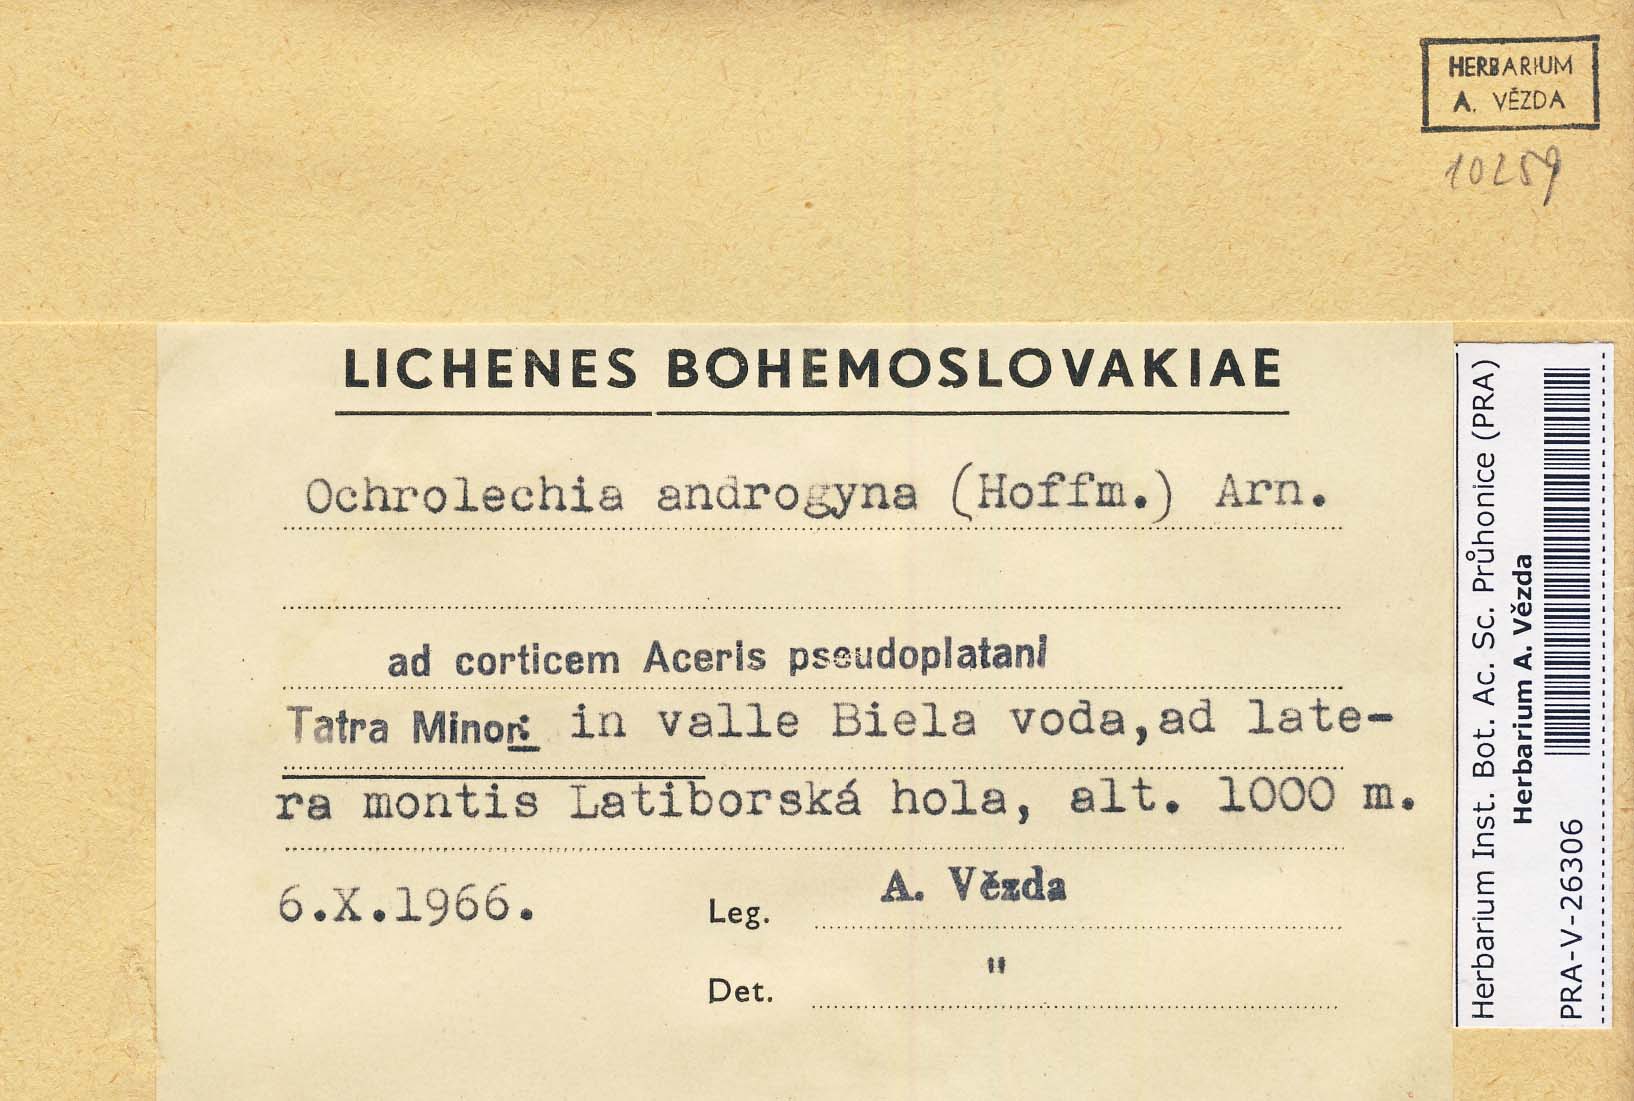 HERBARIUM
A. VĚZDA
10259
LICHENES BOHEMOSLOVAKIAE
Ochrolechia androgyna (Hoffm.) Arn.
ad corticem Aceris pseudoplatani
Tatra Minor: in valle Biela voda,ad late-
ra montis Latiborská hola, alt. 1000 m.
6.X.1966.
Leg. A. Vězda
Det. "
Herbarium Inst. Bot. Ac. Sc. Průhonice (PRA)
Herbarium A. Vězda
PRA-V-26306